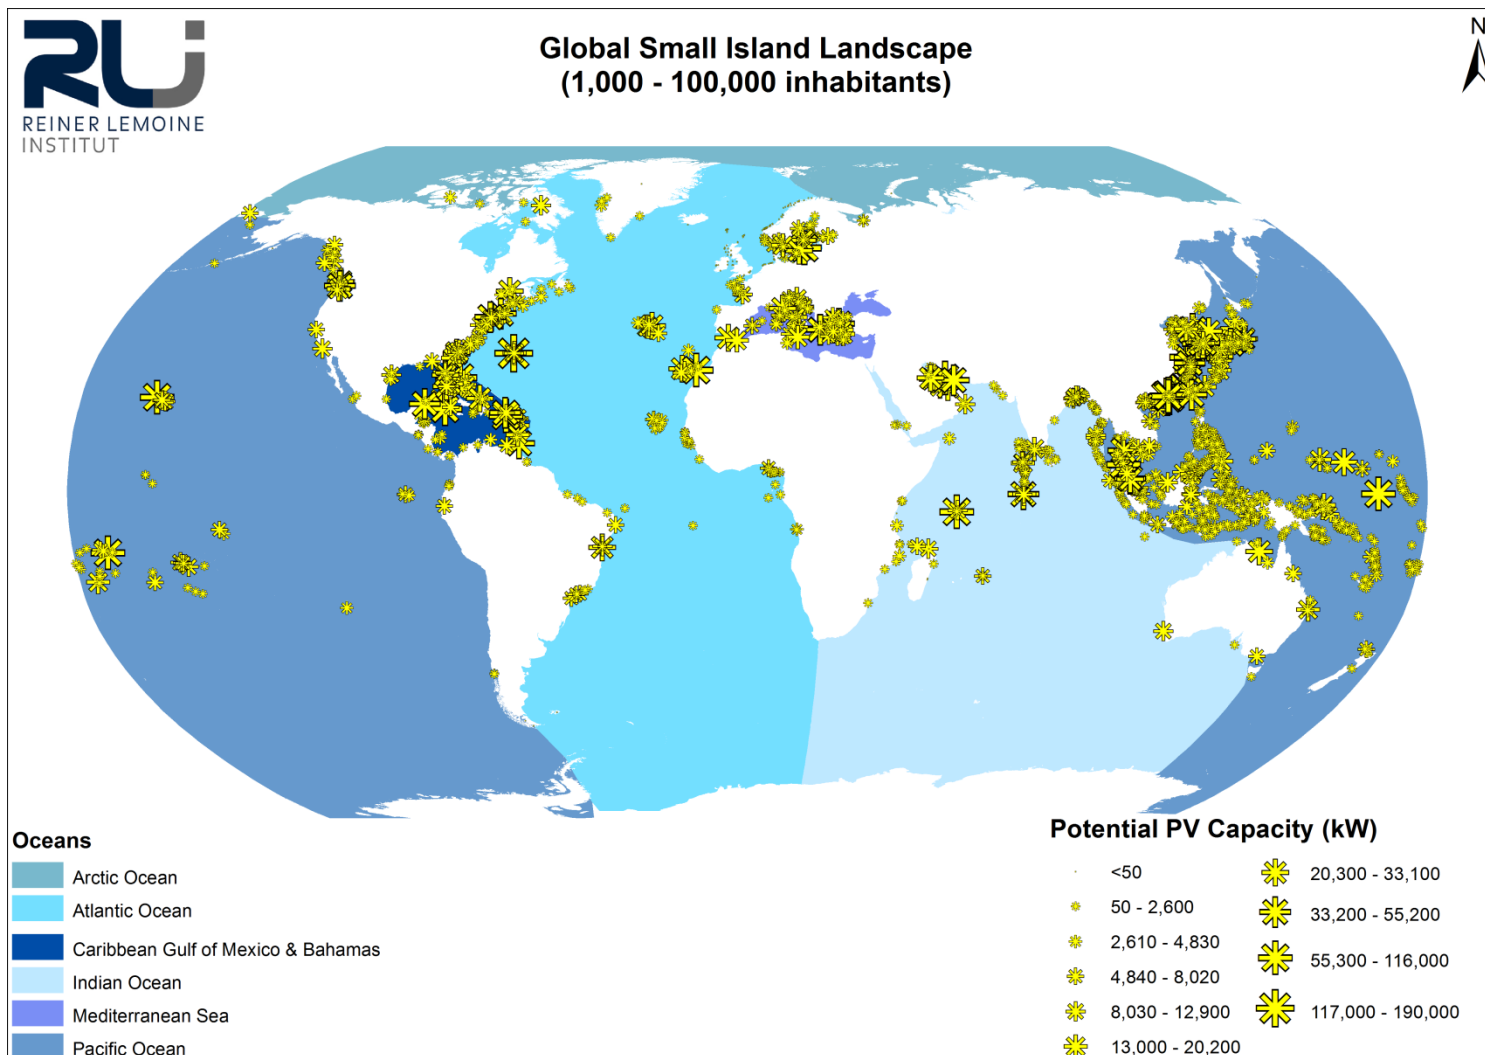 RLI
REINER LEMOINE
INSTITUT
Global Small Island Landscape
(1,000 - 100,000 inhabitants)
N
Oceans
Arctic Ocean
Atlantic Ocean
Caribbean Gulf of Mexico & Bahamas
Indian Ocean
Mediterranean Sea
Pacific Ocean
Potential PV Capacity (kW)
<50
50 - 2,600
2,610 - 4,830
4,840 - 8,020
8,030 - 12,900
13,000 - 20,200
20,300 - 33,100
33,200 - 55,200
55,300 - 116,000
117,000 - 190,000